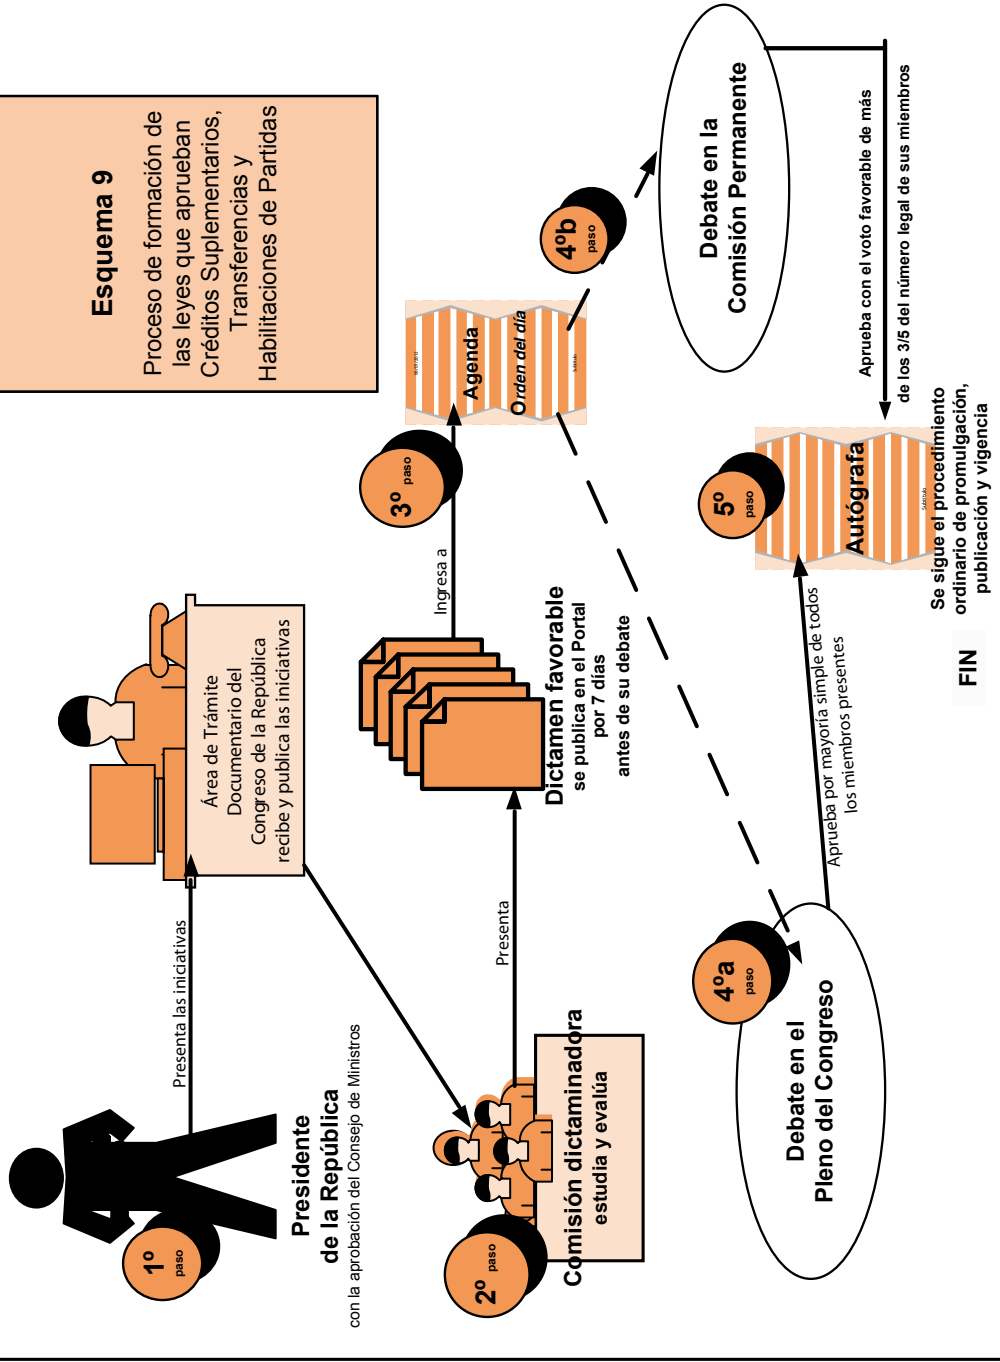 Esquema 9
Proceso de formación de
las leyes que aprueban
Créditos Suplementarios,
Transferencias y
Habilitaciones de Partidas
1º
paso
Presidente
de la República
con la aprobación del Consejo de Ministros
Presenta las iniciativas
Área de Trámite
Documentario del
Congreso de la República
recibe y publica las iniciativas
2º
paso
Comisión dictaminadora
estudia y evalúa
Presenta
Dictamen favorable
se publica en el Portal
por 7 días
antes de su debate
Ingresa a
3º
paso
Agenda
Orden del día
Subtítulo
4ºa
paso
Debate en el
Pleno del Congreso
Aprueba por mayoría simple de todos
los miembros presentes
4ºb
paso
Debate en la
Comisión Permanente
Aprueba con el voto favorable de más
de los 3/5 del número legal de sus miembros
5º
paso
Autógrafa
Subtítulo
Se sigue el procedimiento
ordinario de promulgación,
publicación y vigencia
FIN